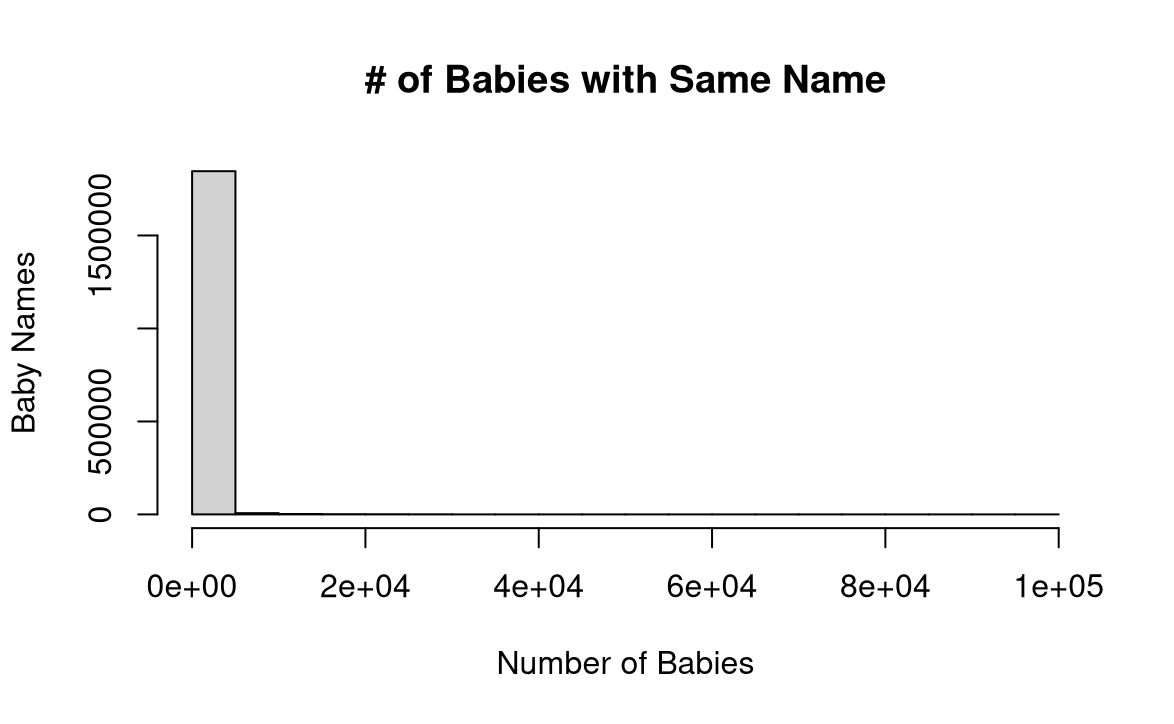 # of Babies with Same Name
Baby Names
1500000
500000
0
0e+00 2e+04 4e+04 6e+04 8e+04 1e+05
Number of Babies